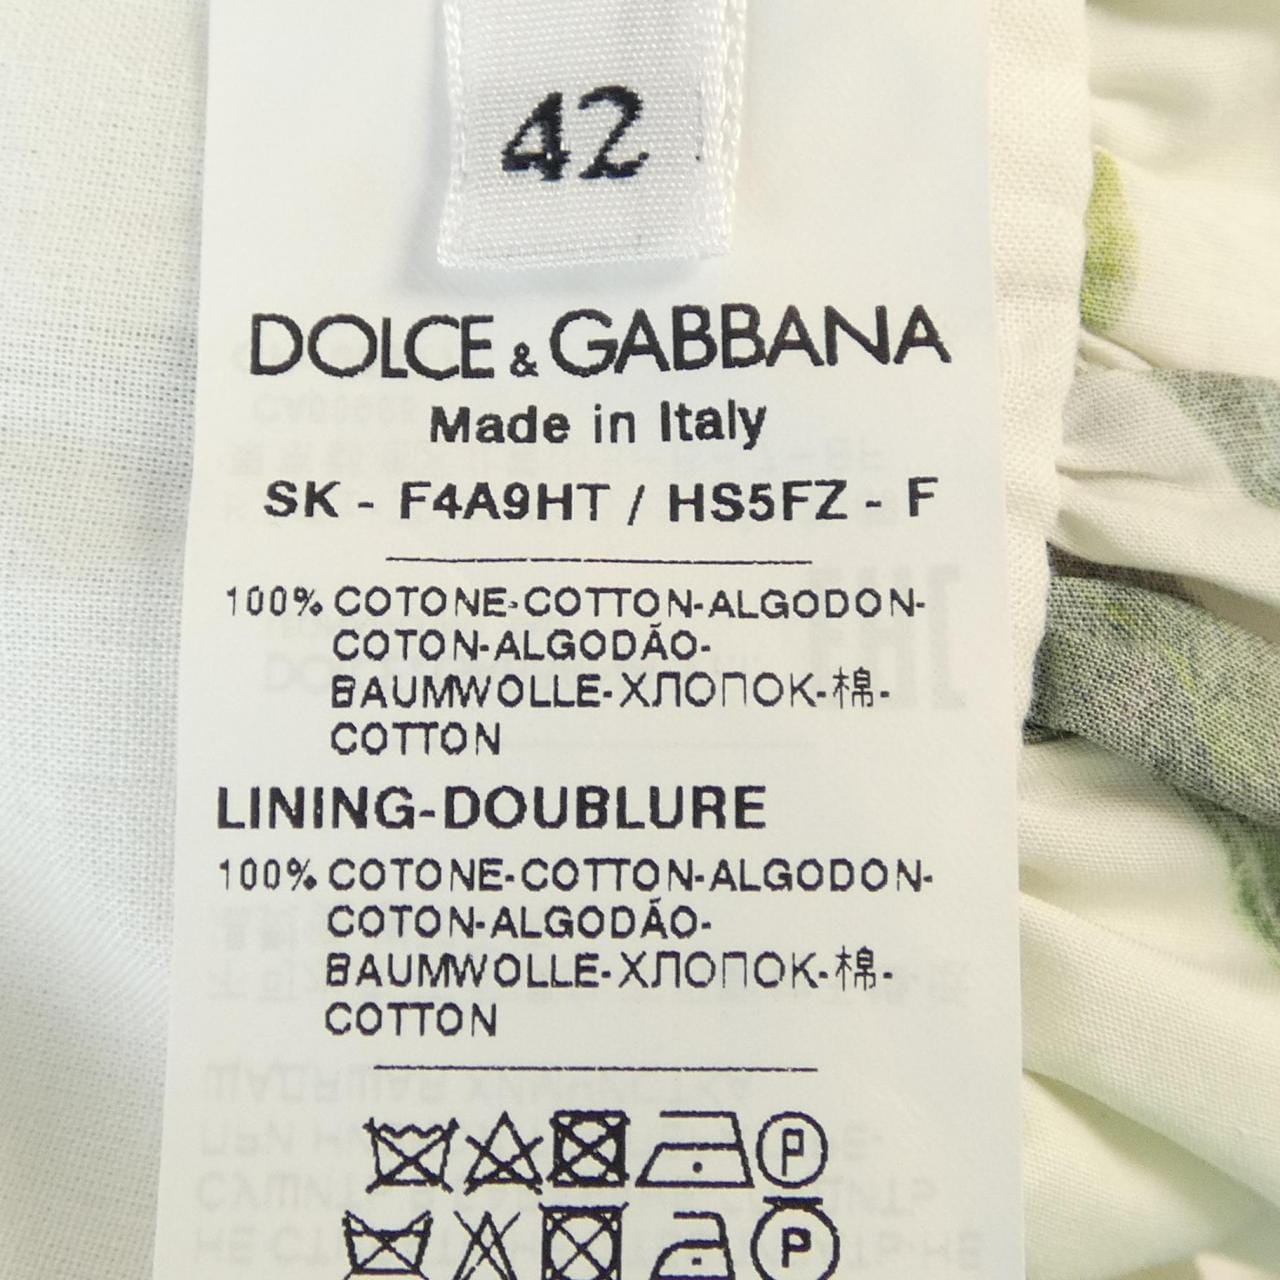 42
DOLCE & GABBANA
Made in Italy
SK - F4A9HT / HS5FZ - F
100% COTONE-COTTON-ALGODON-
COTON-ALGODÃO-
BAUMWOLLE-ХЛОПОК-棉-
COTTON
LINING-DOUBLURE
100% COTONE-COTTON-ALGODON-
COTON-ALGODÃO-
BAUMWOLLE-ХЛОПОК-棉-
COTTON
P
P